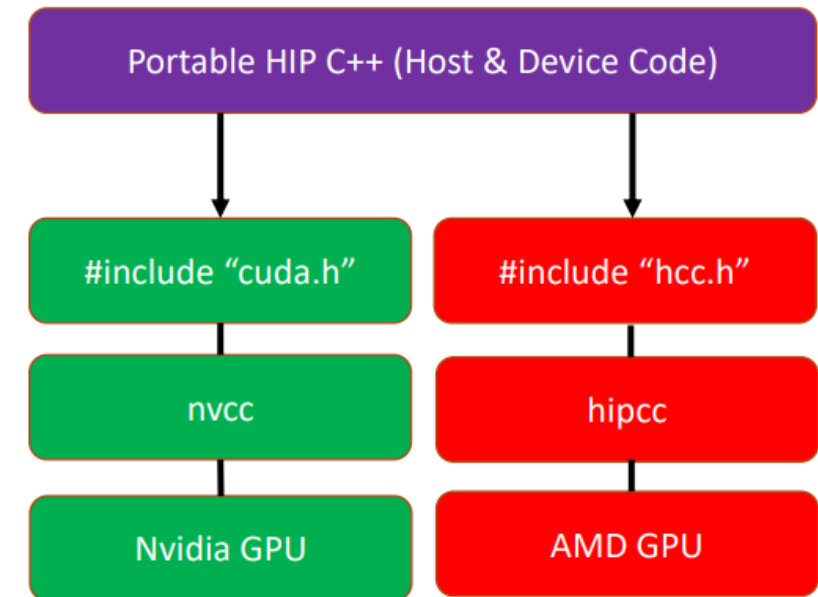 Portable HIP C++ (Host & Device Code)
#include “cuda.h”
#include “hcc.h”
nvcc
hipcc
Nvidia GPU
AMD GPU